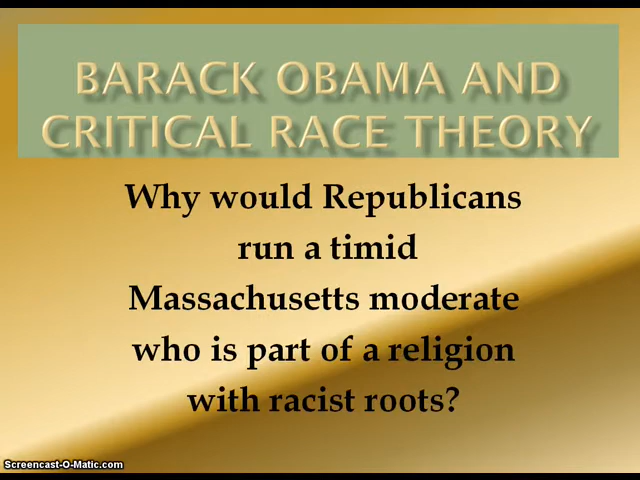 BARACK OBAMA AND
CRITICAL RACE THEORY
Why would Republicans
run a timid
Massachusetts moderate
who is part of a religion
with racist roots?
Screencast-O-Matic.com